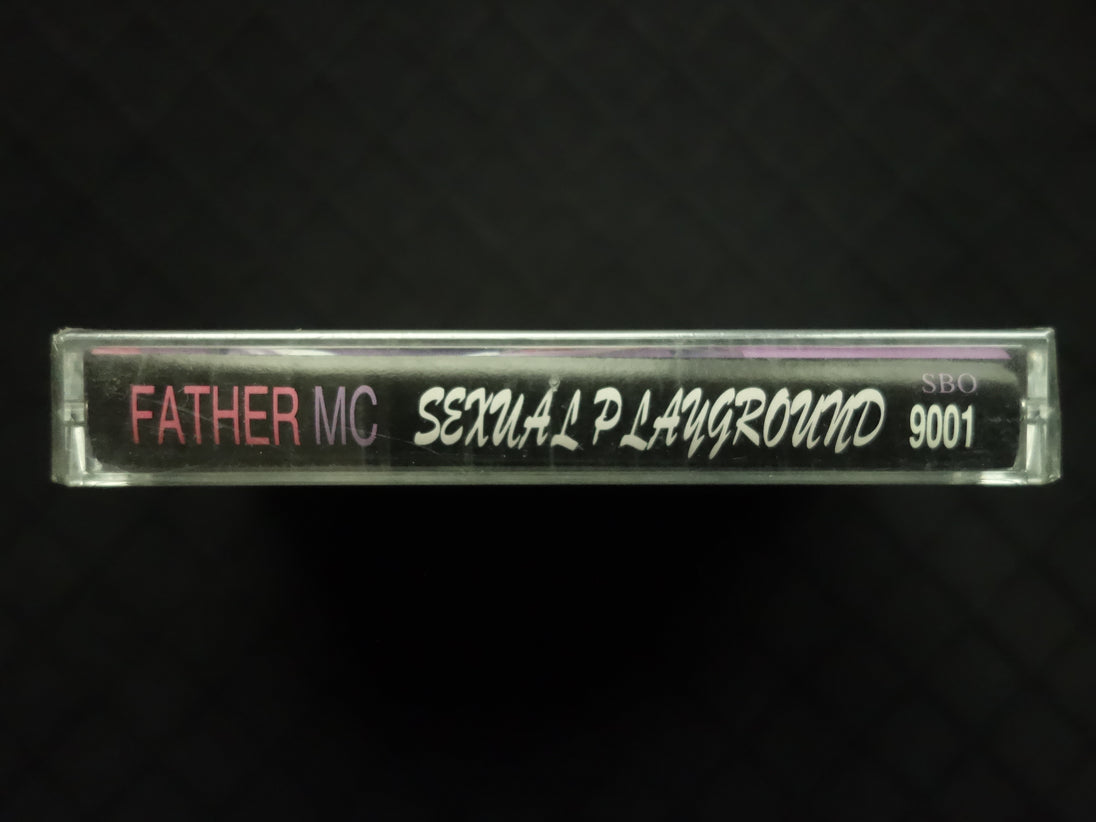 FATHER MC SEXUAL PLAYGROUND SBO
9001